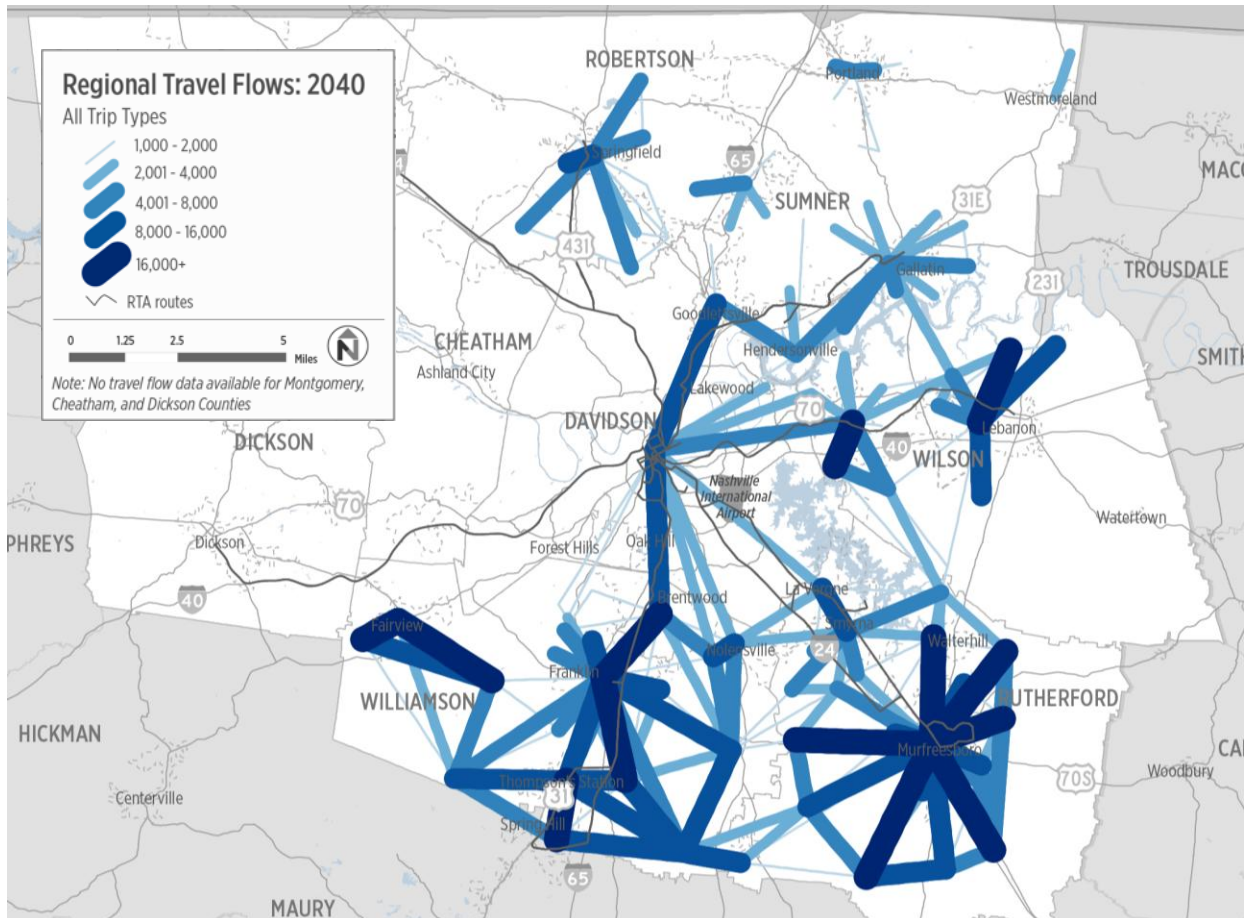 Regional Travel Flows: 2040
All Trip Types
1,000 - 2,000
2,001 - 4,000
4,001 - 8,000
8,000 - 16,000
16,000+
RTA routes
0 1.25 2.5 5
Miles
N
Note: No travel flow data available for Montgomery,
Cheatham, and Dickson Counties
ROBERTSON
Portland
Westmoreland
Springfield
65
MACO
4
SUMNER
31E
431
Gallatin
TROUSDALE
231
Goodlettsville
CHEATHAM
Hendersonville
SMITH
Ashland City
Lakewood
70
DAVIDSON
Lebanon
DICKSON
40
WILSON
Nashville
International
Airport
70
Watertown
PHREYS
Dickson
Forest Hills
Oak Hill
40
La Vergne
Brentwood
Fairview
Smyrna
Walterhill
24
Nolensville
Franklin
WILLIAMSON
RUTHERFORD
HICKMAN
Murfreesboro
CA
Thompson's Station
70S
Woodbury
Centerville
31
Spring Hill
65
MAURY